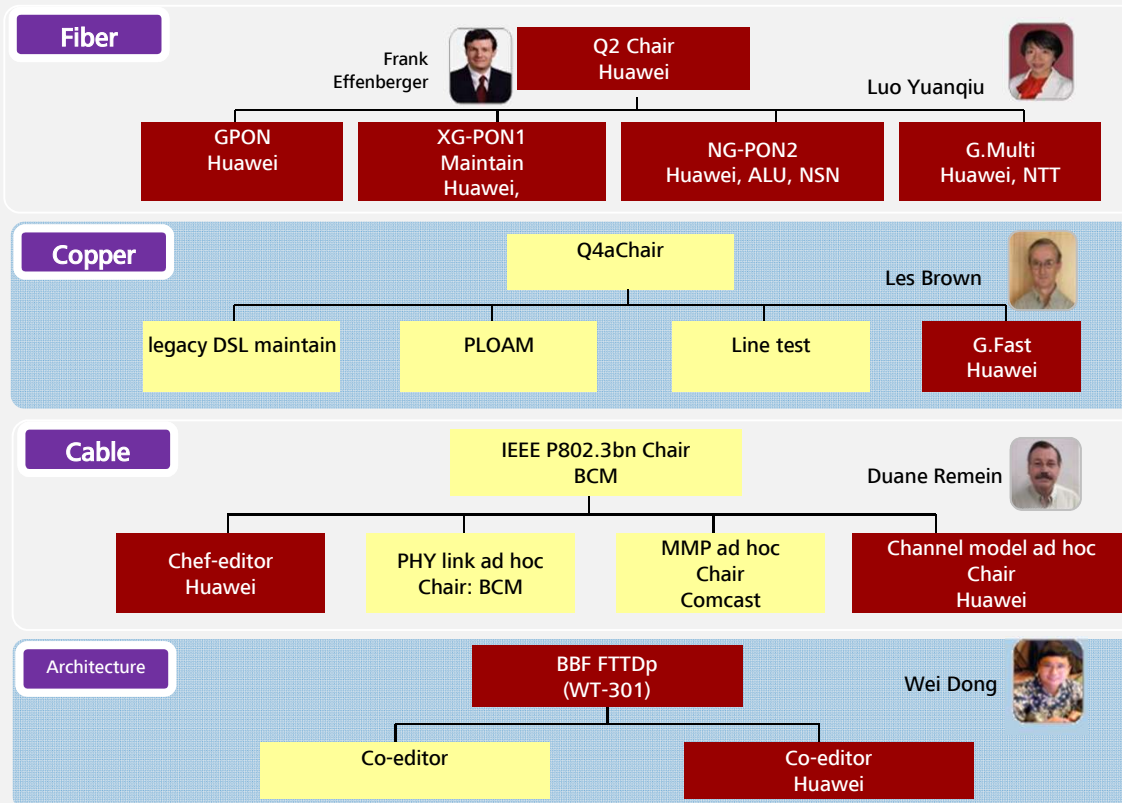 Fiber
Frank
Effenberger
Q2 Chair
Huawei
Luo Yuanqiu
GPON
Huawei
XG-PON1
Maintain
Huawei,
NG-PON2
Huawei, ALU, NSN
G.Multi
Huawei, NTT
Copper
Q4aChair
Les Brown
legacy DSL maintain
PLOAM
Line test
G.Fast
Huawei
Cable
IEEE P802.3bn Chair
BCM
Duane Remein
Chef-editor
Huawei
PHY link ad hoc
Chair: BCM
MMP ad hoc
Chair
Comcast
Channel model ad hoc
Chair
Huawei
Architecture
BBF FTTDp
(WT-301)
Wei Dong
Co-editor
Co-editor
Huawei